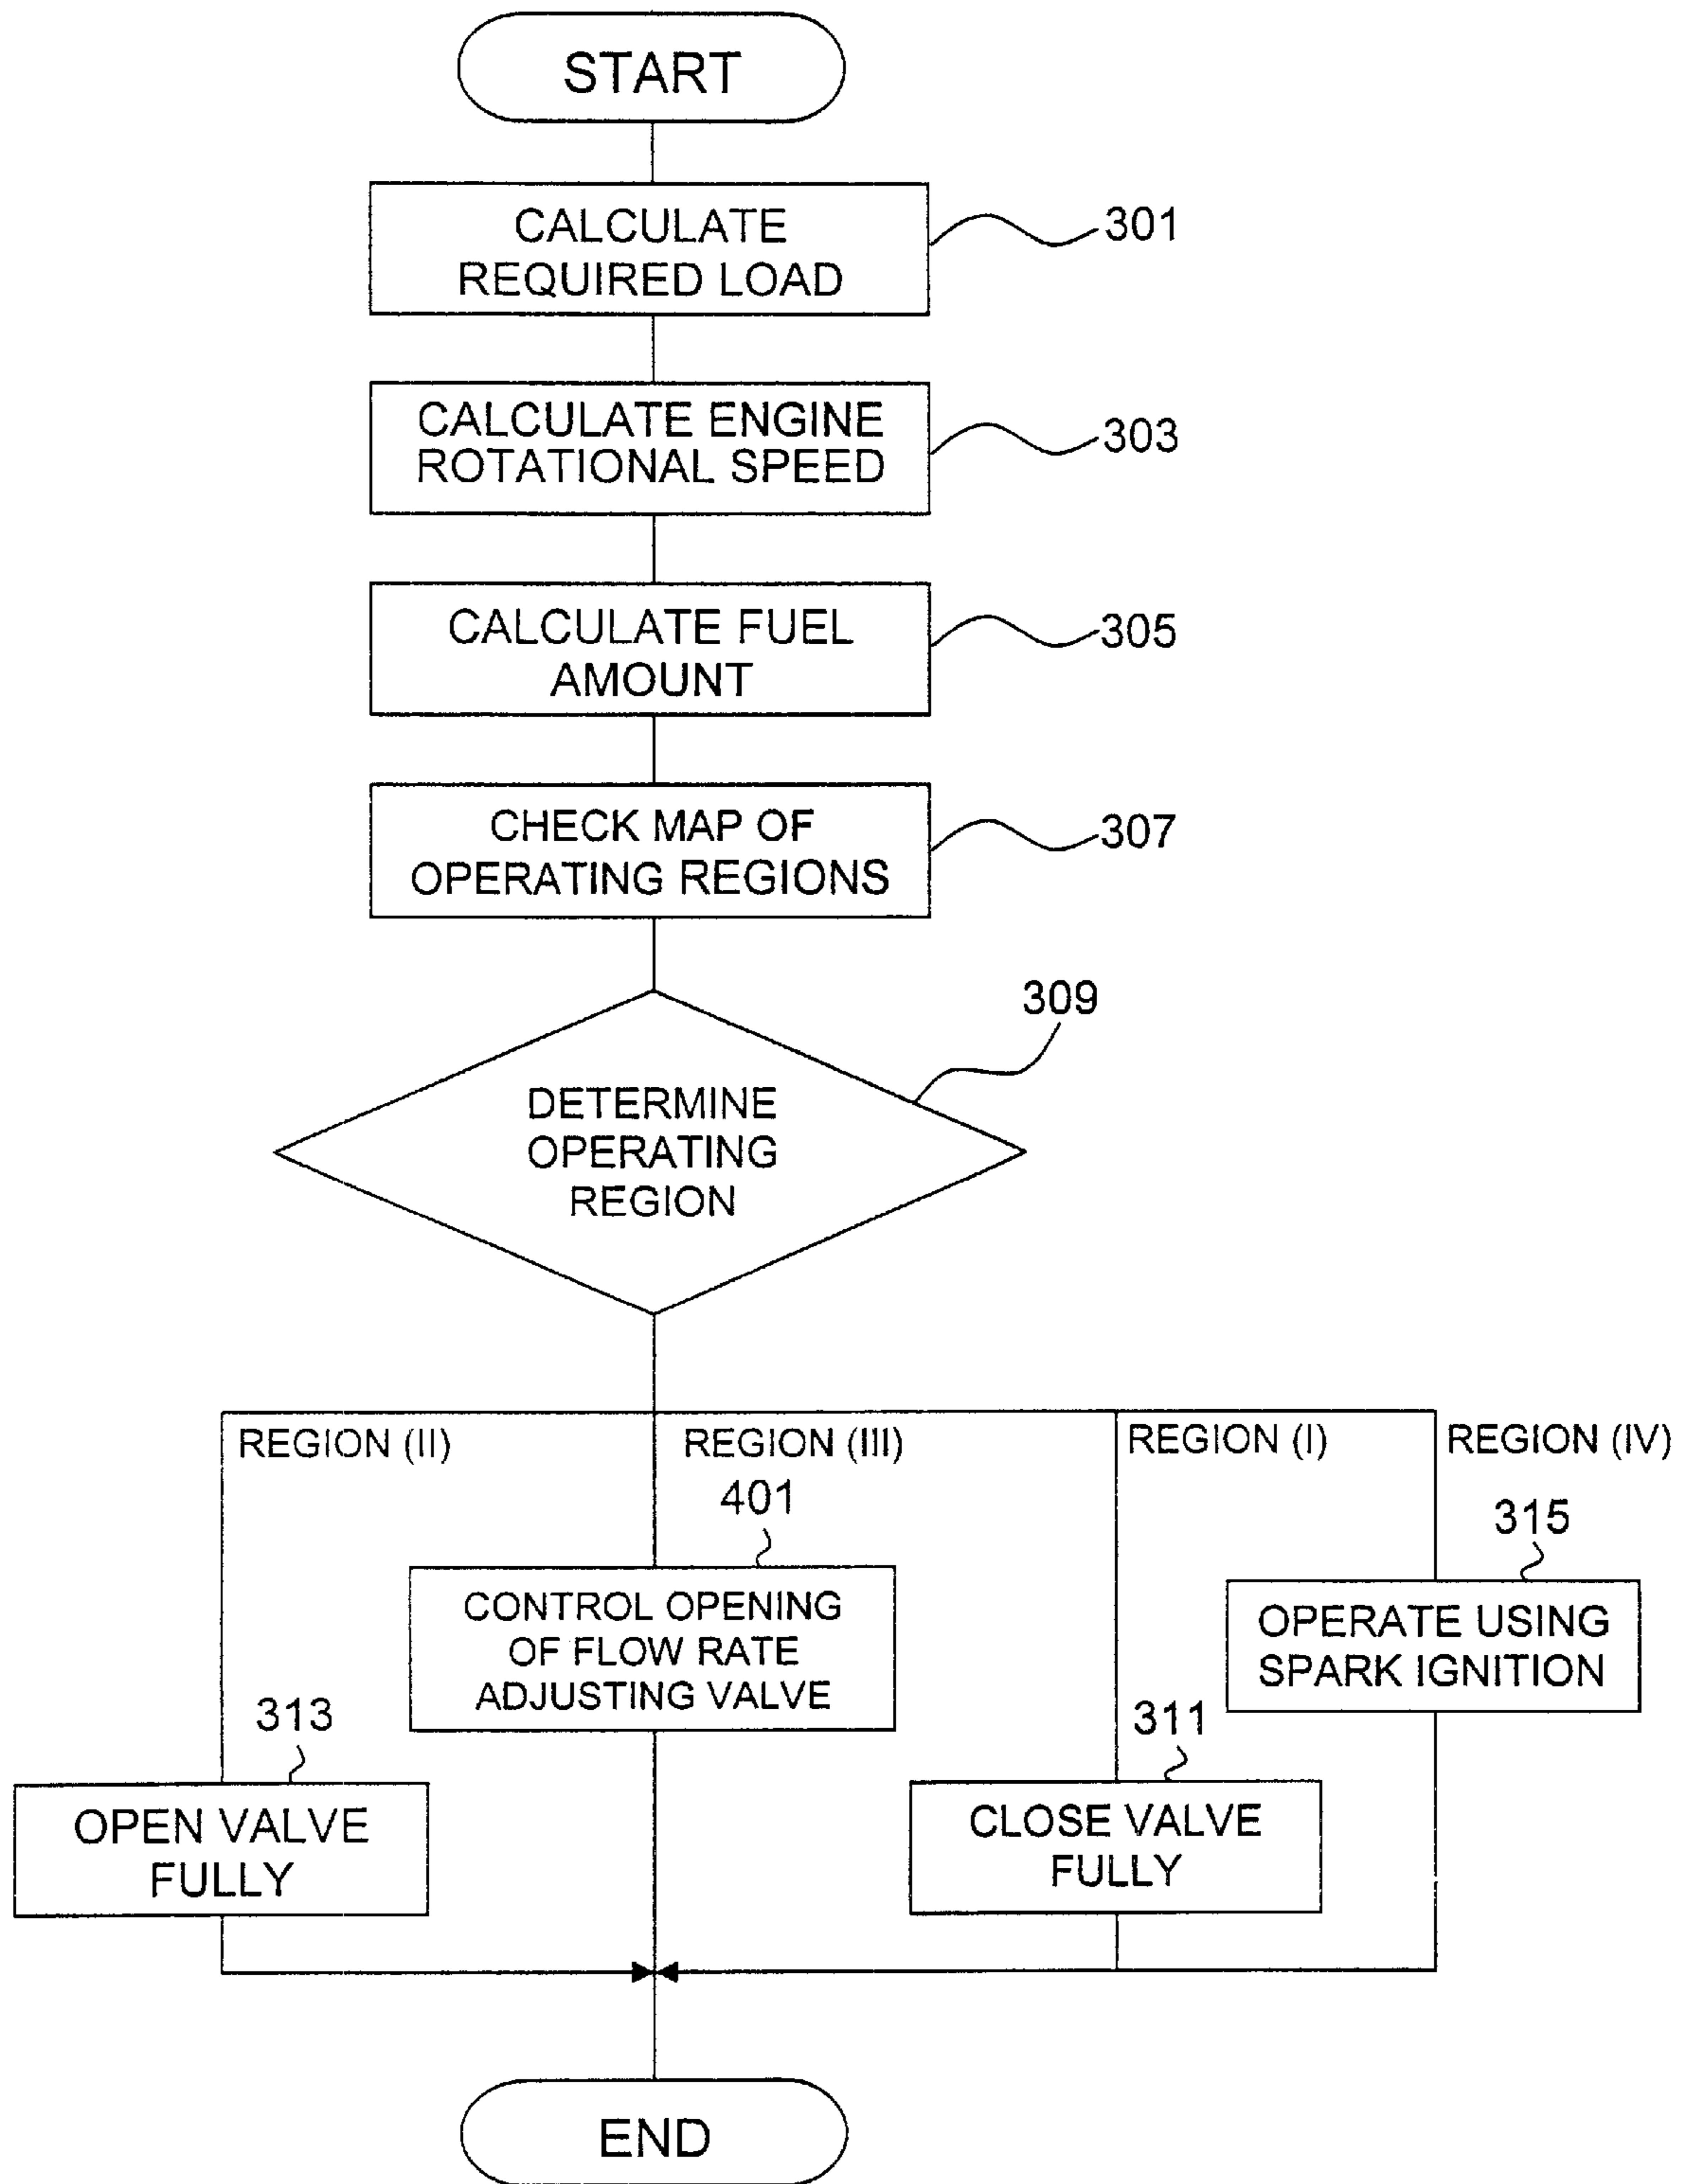 START
CALCULATE
REQUIRED LOAD
301
CALCULATE ENGINE
ROTATIONAL SPEED
303
CALCULATE FUEL
AMOUNT
305
CHECK MAP OF
OPERATING REGIONS
307
309
DETERMINE
OPERATING
REGION
REGION (II)
REGION (III)
REGION (I)
REGION (IV)
401
315
CONTROL OPENING
OF FLOW RATE
ADJUSTING VALVE
OPERATE USING
SPARK IGNITION
313
311
OPEN VALVE
FULLY
CLOSE VALVE
FULLY
END